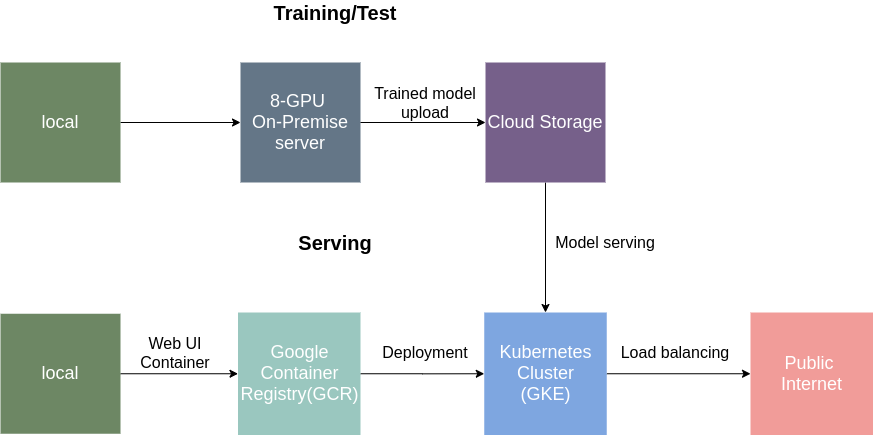 Training/Test
local
8-GPU
On-Premise
server
Trained model
upload
Cloud Storage
Model serving
Serving
local
Web UI
Container
Google
Container
Registry(GCR)
Deployment
Kubernetes
Cluster
(GKE)
Load balancing
Public
Internet